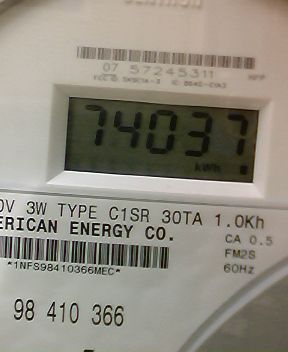 07 57245311
74037
kWh
0V 3W TYPE C1SR 30TA 1.0Kh
ERICAN ENERGY CO.
CA 0.5
FM2S
60Hz
*1NFS98410366MEC*
98 410 366